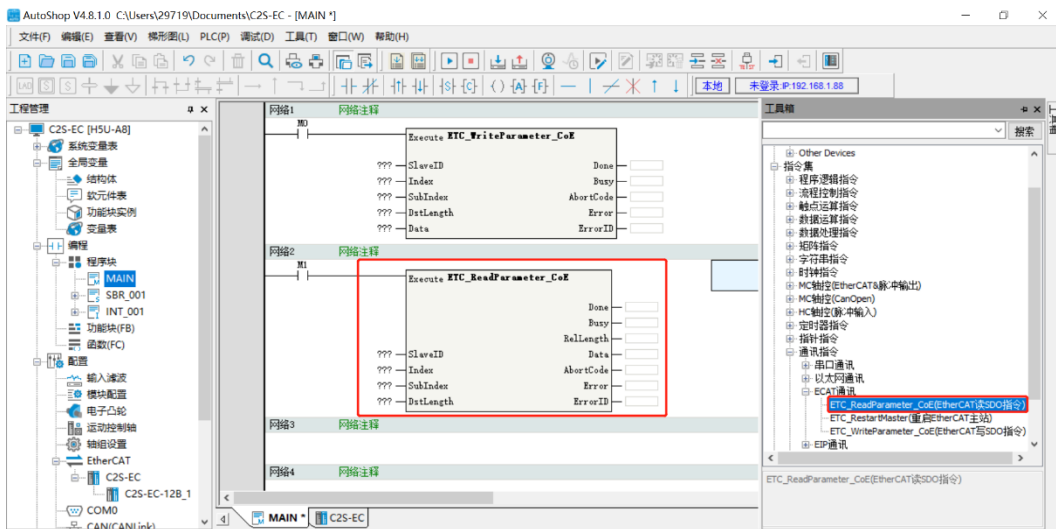 AutoShop V4.8.1.0 C:\Users\29719\Documents\C2S-EC - [MAIN *]
文件(F) 编辑(E) 查看(V) 梯形图(L) PLC(P) 调试(D) 工具(T) 窗口(W) 帮助(H)
本地 未登录:IP:192.168.1.88
工程管理
C2S-EC [H5U-A8]
系统变量表
全局变量
结构体
软元件表
功能块实例
变量表
编程
程序块
MAIN
SBR_001
INT_001
功能块(FB)
函数(FC)
配置
输入滤波
模块配置
电子凸轮
运动控制轴
轴组设置
EtherCAT
C2S-EC
C2S-EC-12B_1
COM0
CAN(CANLink)
网络1 网络注释
M0
Execute ETC_WriteParameter_CoE
??? SlaveID Done
??? Index Busy
??? SubIndex AbortCode
??? DstLength Error
??? Data ErrorID
网络2 网络注释
M1
Execute ETC_ReadParameter_CoE
Done
Busy
RelLength
??? SlaveID Data
??? Index AbortCode
??? SubIndex Error
??? DstLength ErrorID
网络3 网络注释
网络4 网络注释
MAIN * C2S-EC
工具箱
搜索
Other Devices
指令集
程序逻辑指令
流程控制指令
触点运算指令
数据运算指令
数据处理指令
矩阵指令
字符串指令
时钟指令
MC轴控(EtherCAT&脉冲输出)
MC轴控(CanOpen)
HC轴控(脉冲输入)
定时器指令
指针指令
通讯指令
串口通讯
以太网通讯
ECAT通讯
ETC_ReadParameter_CoE(EtherCAT读SDO指令)
ETC_RestartMaster(重启EtherCAT主站)
ETC_WriteParameter_CoE(EtherCAT写SDO指令)
EIP通讯
ETC_ReadParameter_CoE(EtherCAT读SDO指令)